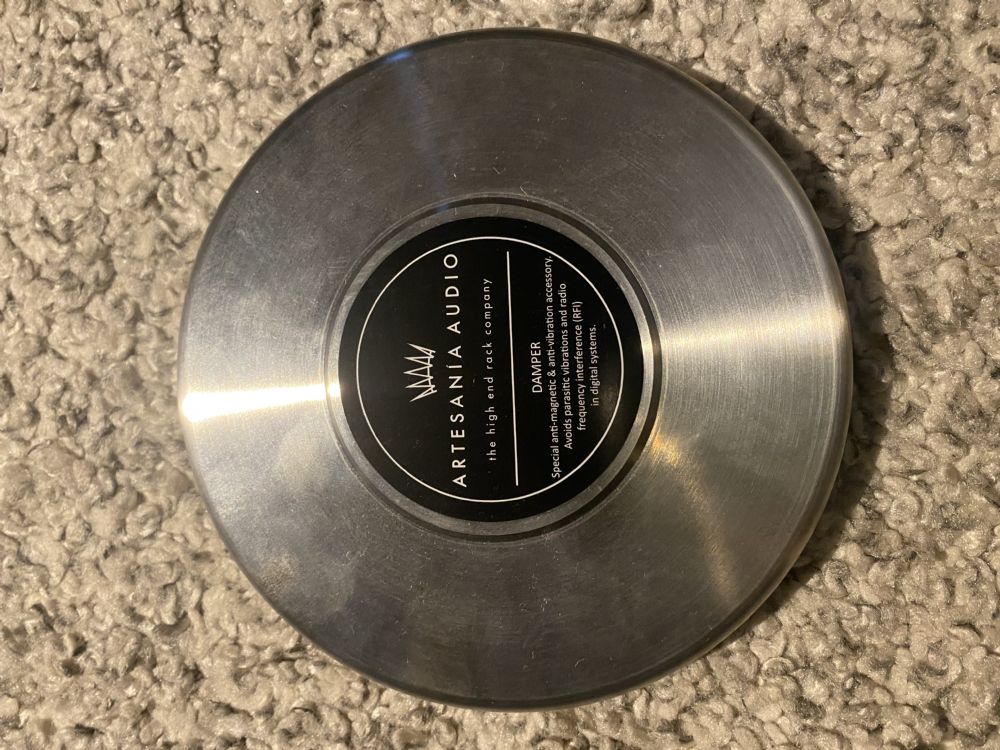 ARTESANÍA AUDIO
the high end rack company
DAMPER
Special anti-magnetic & anti-vibration accessory.
Avoids parasitic vibrations and radio
frequency interference (RFI)
in digital systems.